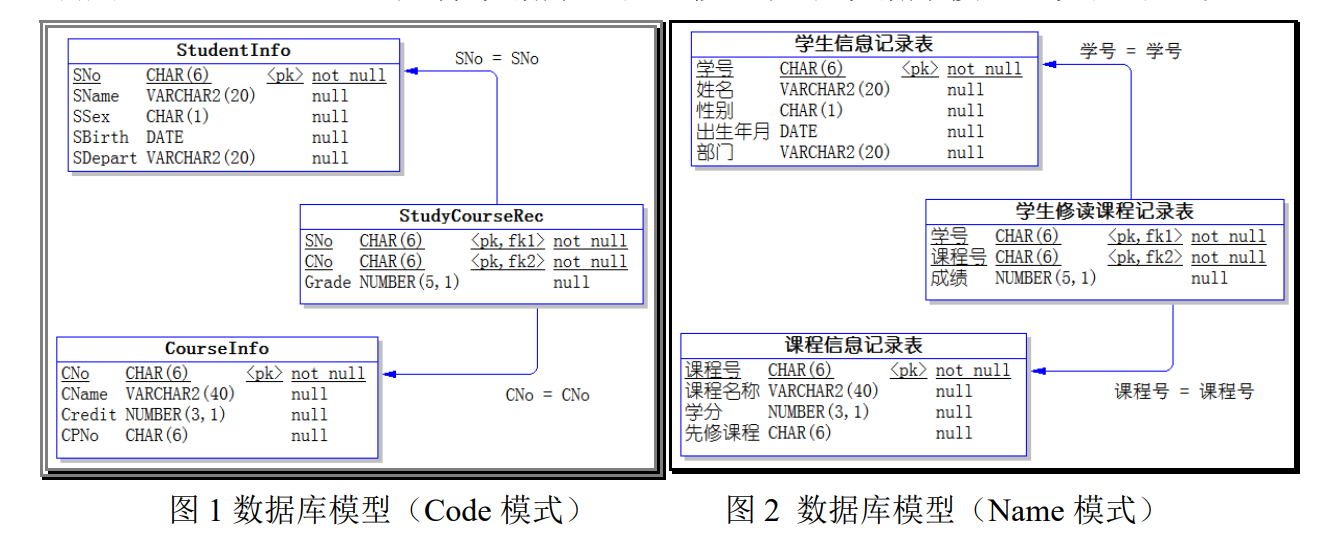 StudentInfo
SNo CHAR(6) <pk> not null
SName VARCHAR2(20) null
SSex CHAR(1) null
SBirth DATE null
SDepart VARCHAR2(20) null
SNo = SNo
StudyCourseRec
SNo CHAR(6) <pk,fk1> not null
CNo CHAR(6) <pk,fk2> not null
Grade NUMBER(5,1) null
CourseInfo
CNo CHAR(6) <pk> not null
CName VARCHAR2(40) null
Credit NUMBER(3,1) null
CPNo CHAR(6) null
CNo = CNo
图 1 数据库模型（Code 模式）
学生信息记录表
学号 CHAR(6) <pk> not null
姓名 VARCHAR2(20) null
性别 CHAR(1) null
出生年月 DATE null
部门 VARCHAR2(20) null
学号 = 学号
学生修读课程记录表
学号 CHAR(6) <pk,fk1> not null
课程号 CHAR(6) <pk,fk2> not null
成绩 NUMBER(5,1) null
课程信息记录表
课程号 CHAR(6) <pk> not null
课程名称 VARCHAR2(40) null
学分 NUMBER(3,1) null
先修课程 CHAR(6) null
课程号 = 课程号
图 2 数据库模型（Name 模式）